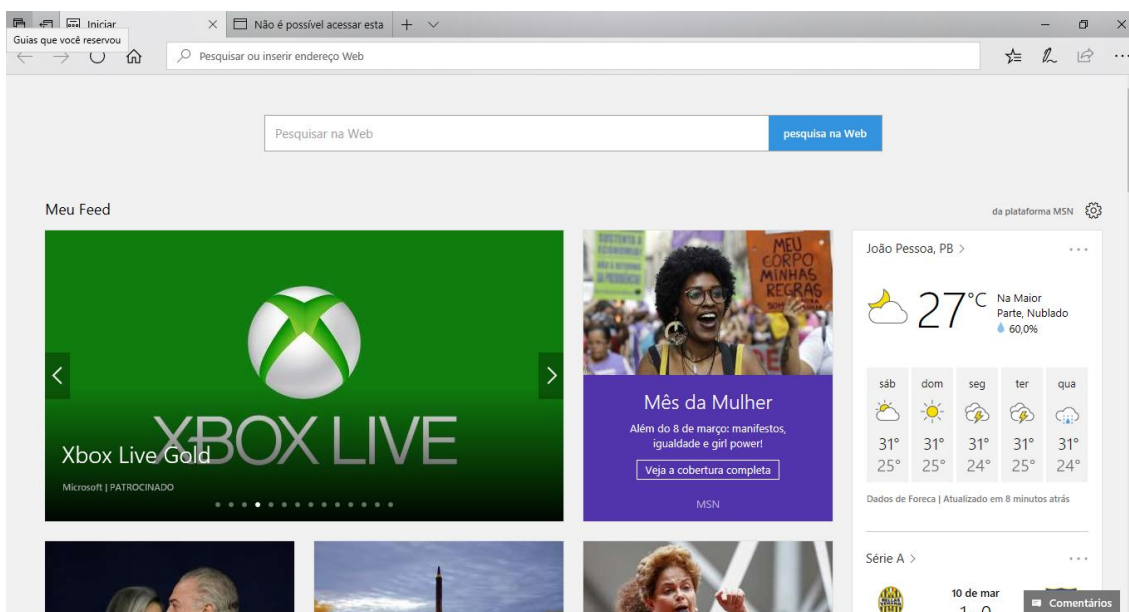 Iniciar
Não é possível acessar esta
Guias que você reservou
Pesquisar ou inserir endereço Web
Pesquisar na Web
pesquisa na Web
Meu Feed
da plataforma MSN
XBOX LIVE
Xbox Live Gold
Microsoft | PATROCINADO
MEU
CORPO
MINHAS
REGRAS
Mês da Mulher
Além do 8 de março: manifestos,
igualdade e girl power!
Veja a cobertura completa
MSN
João Pessoa, PB >
27°C
Na Maior
Parte, Nublado
60,0%
sáb dom seg ter qua
31° 31° 31° 31° 31°
25° 25° 24° 25° 24°
Dados de Foreca | Atualizado em 8 minutos atrás
Série A >
10 de mar
Comentários